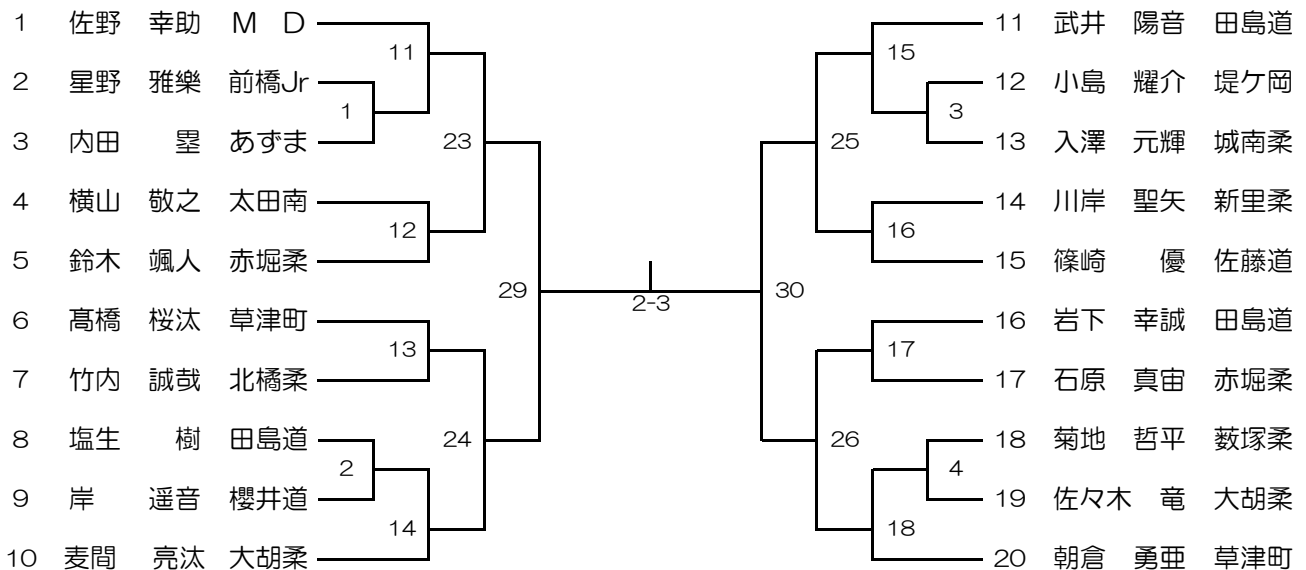 1 佐野 幸助 M D
2 星野 雅樂 前橋Jr
3 内田 塁 あずま
4 横山 敬之 太田南
5 鈴木 颯人 赤堀柔
6 髙橋 桜汰 草津町
7 竹内 誠哉 北橘柔
8 塩生 樹 田島道
9 岸 遥音 櫻井道
10 麦間 亮汰 大胡柔
11
1
23
12
29
13
24
2
14
2-3
15
3
25
16
30
17
26
4
18
11 武井 陽音 田島道
12 小島 耀介 堤ケ岡
13 入澤 元輝 城南柔
14 川岸 聖矢 新里柔
15 篠崎 優 佐藤道
16 岩下 幸誠 田島道
17 石原 真宙 赤堀柔
18 菊地 哲平 薮塚柔
19 佐々木 竜 大胡柔
20 朝倉 勇亜 草津町